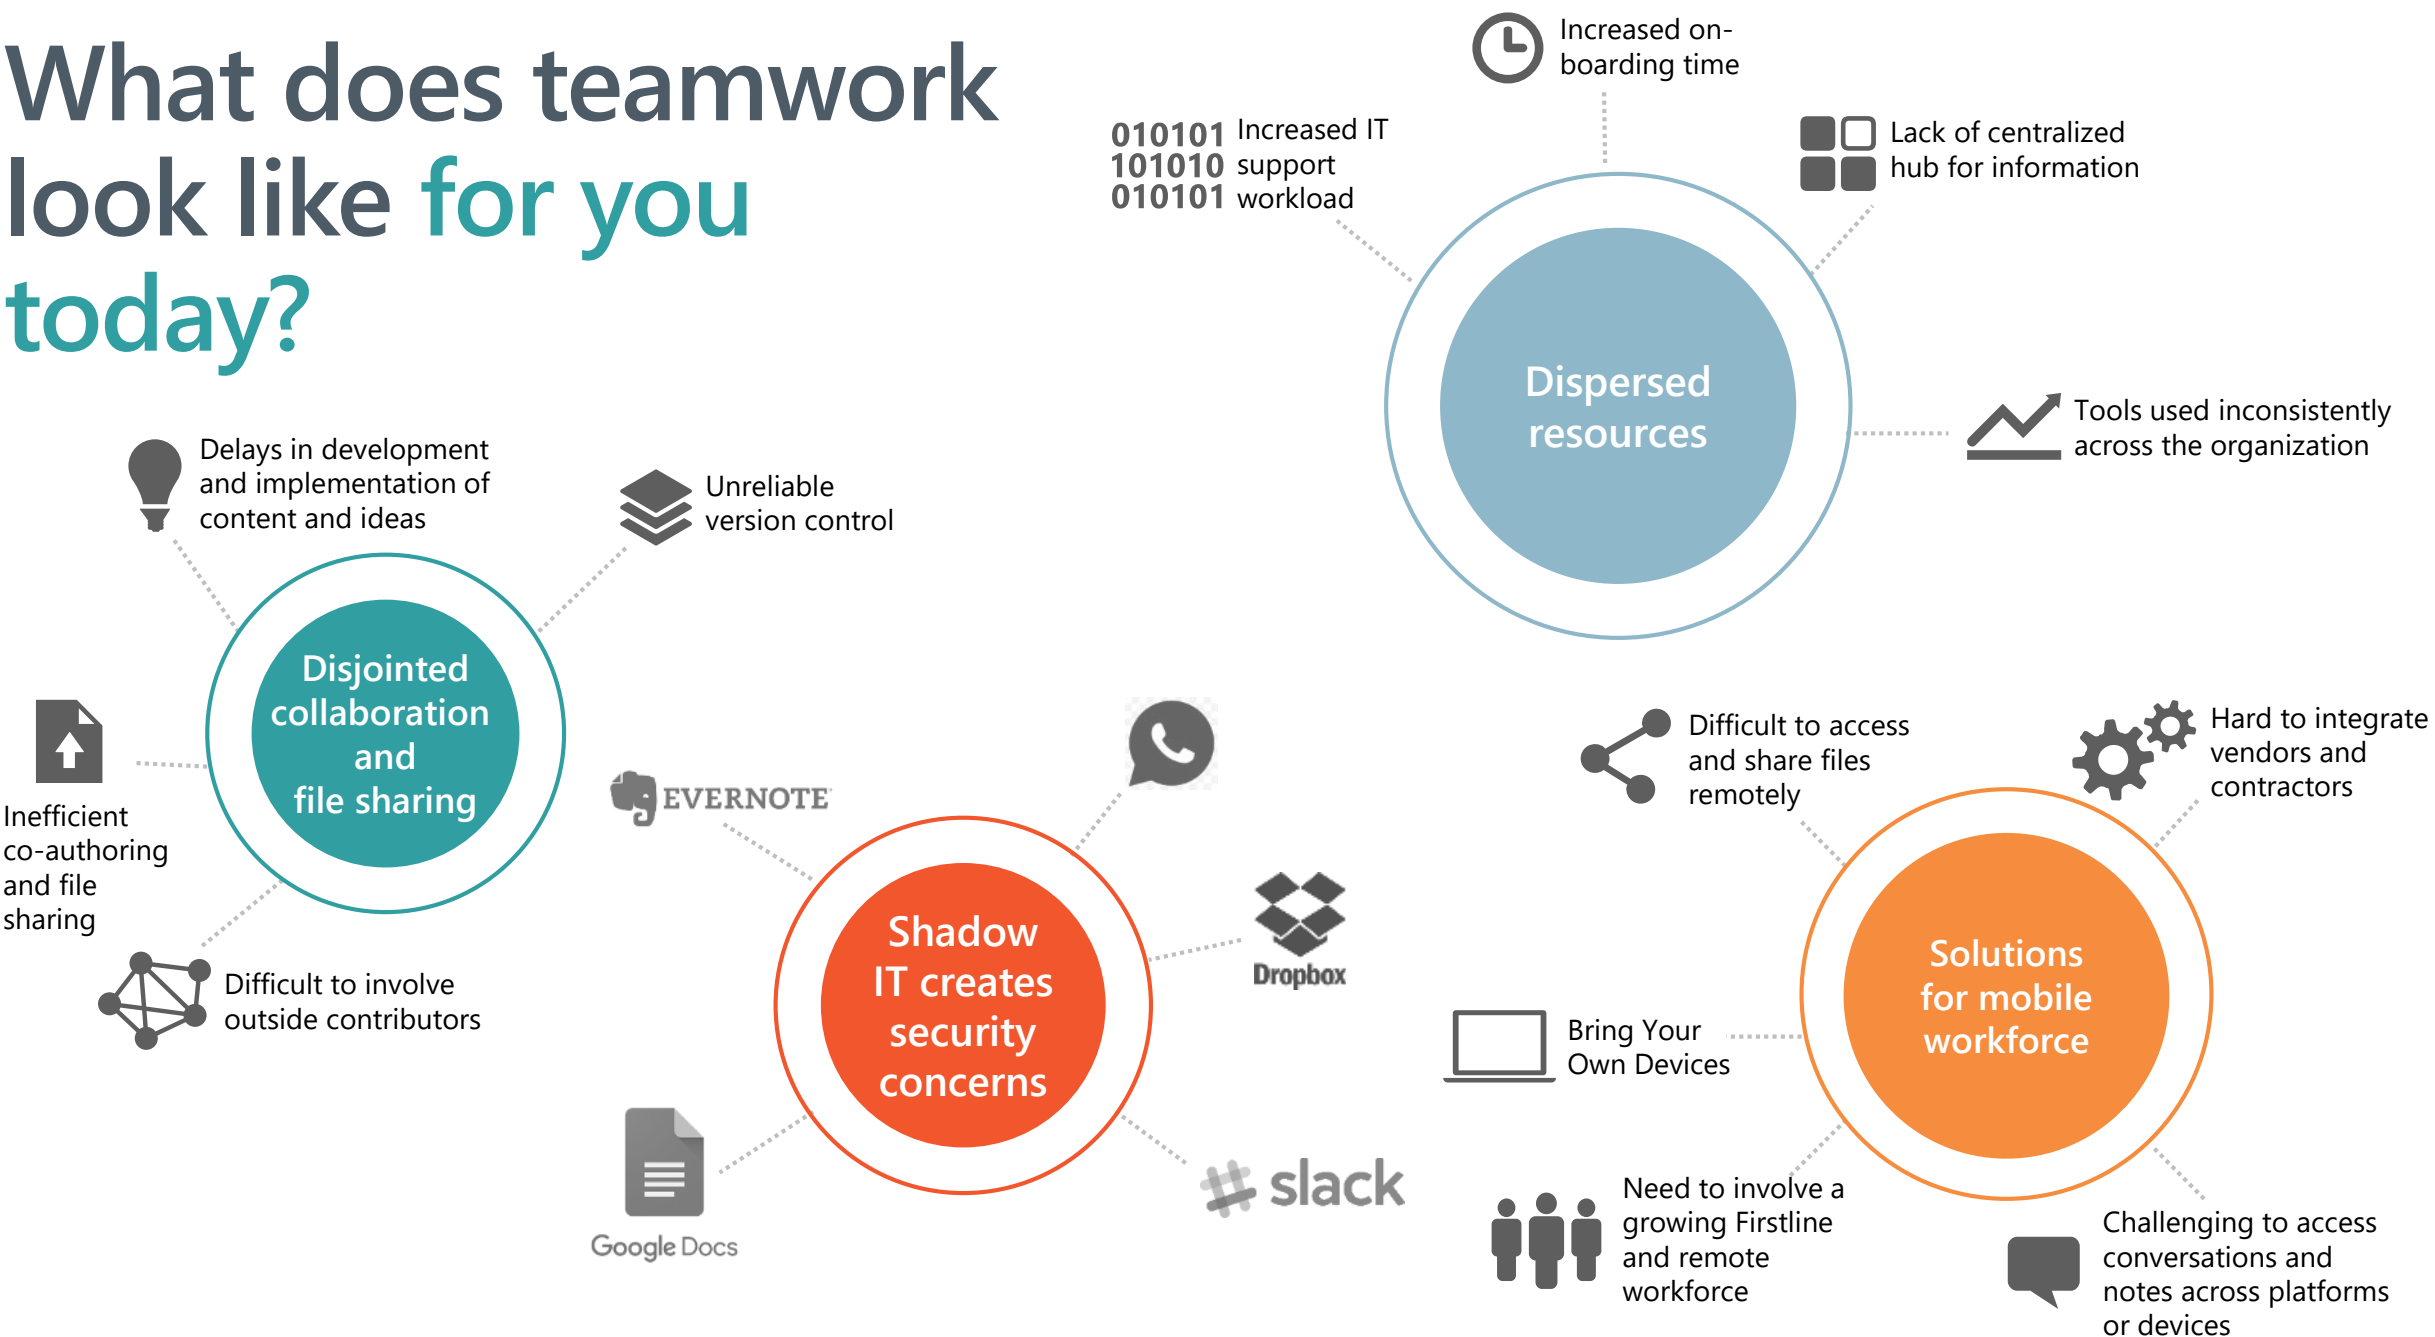 What does teamwork
look like for you
today?
Increased on-
boarding time
010101
101010
010101
Increased IT
support
workload
Lack of centralized
hub for information
Dispersed
resources
Tools used inconsistently
across the organization
Delays in development
and implementation of
content and ideas
Unreliable
version control
Disjointed
collaboration
and
file sharing
Inefficient
co-authoring
and file
sharing
Difficult to involve
outside contributors
EVERNOTE
Dropbox
Shadow
IT creates
security
concerns
Google Docs
slack
Difficult to access
and share files
remotely
Hard to integrate
vendors and
contractors
Solutions
for mobile
workforce
Bring Your
Own Devices
Need to involve a
growing Firstline
and remote
workforce
Challenging to access
conversations and
notes across platforms
or devices